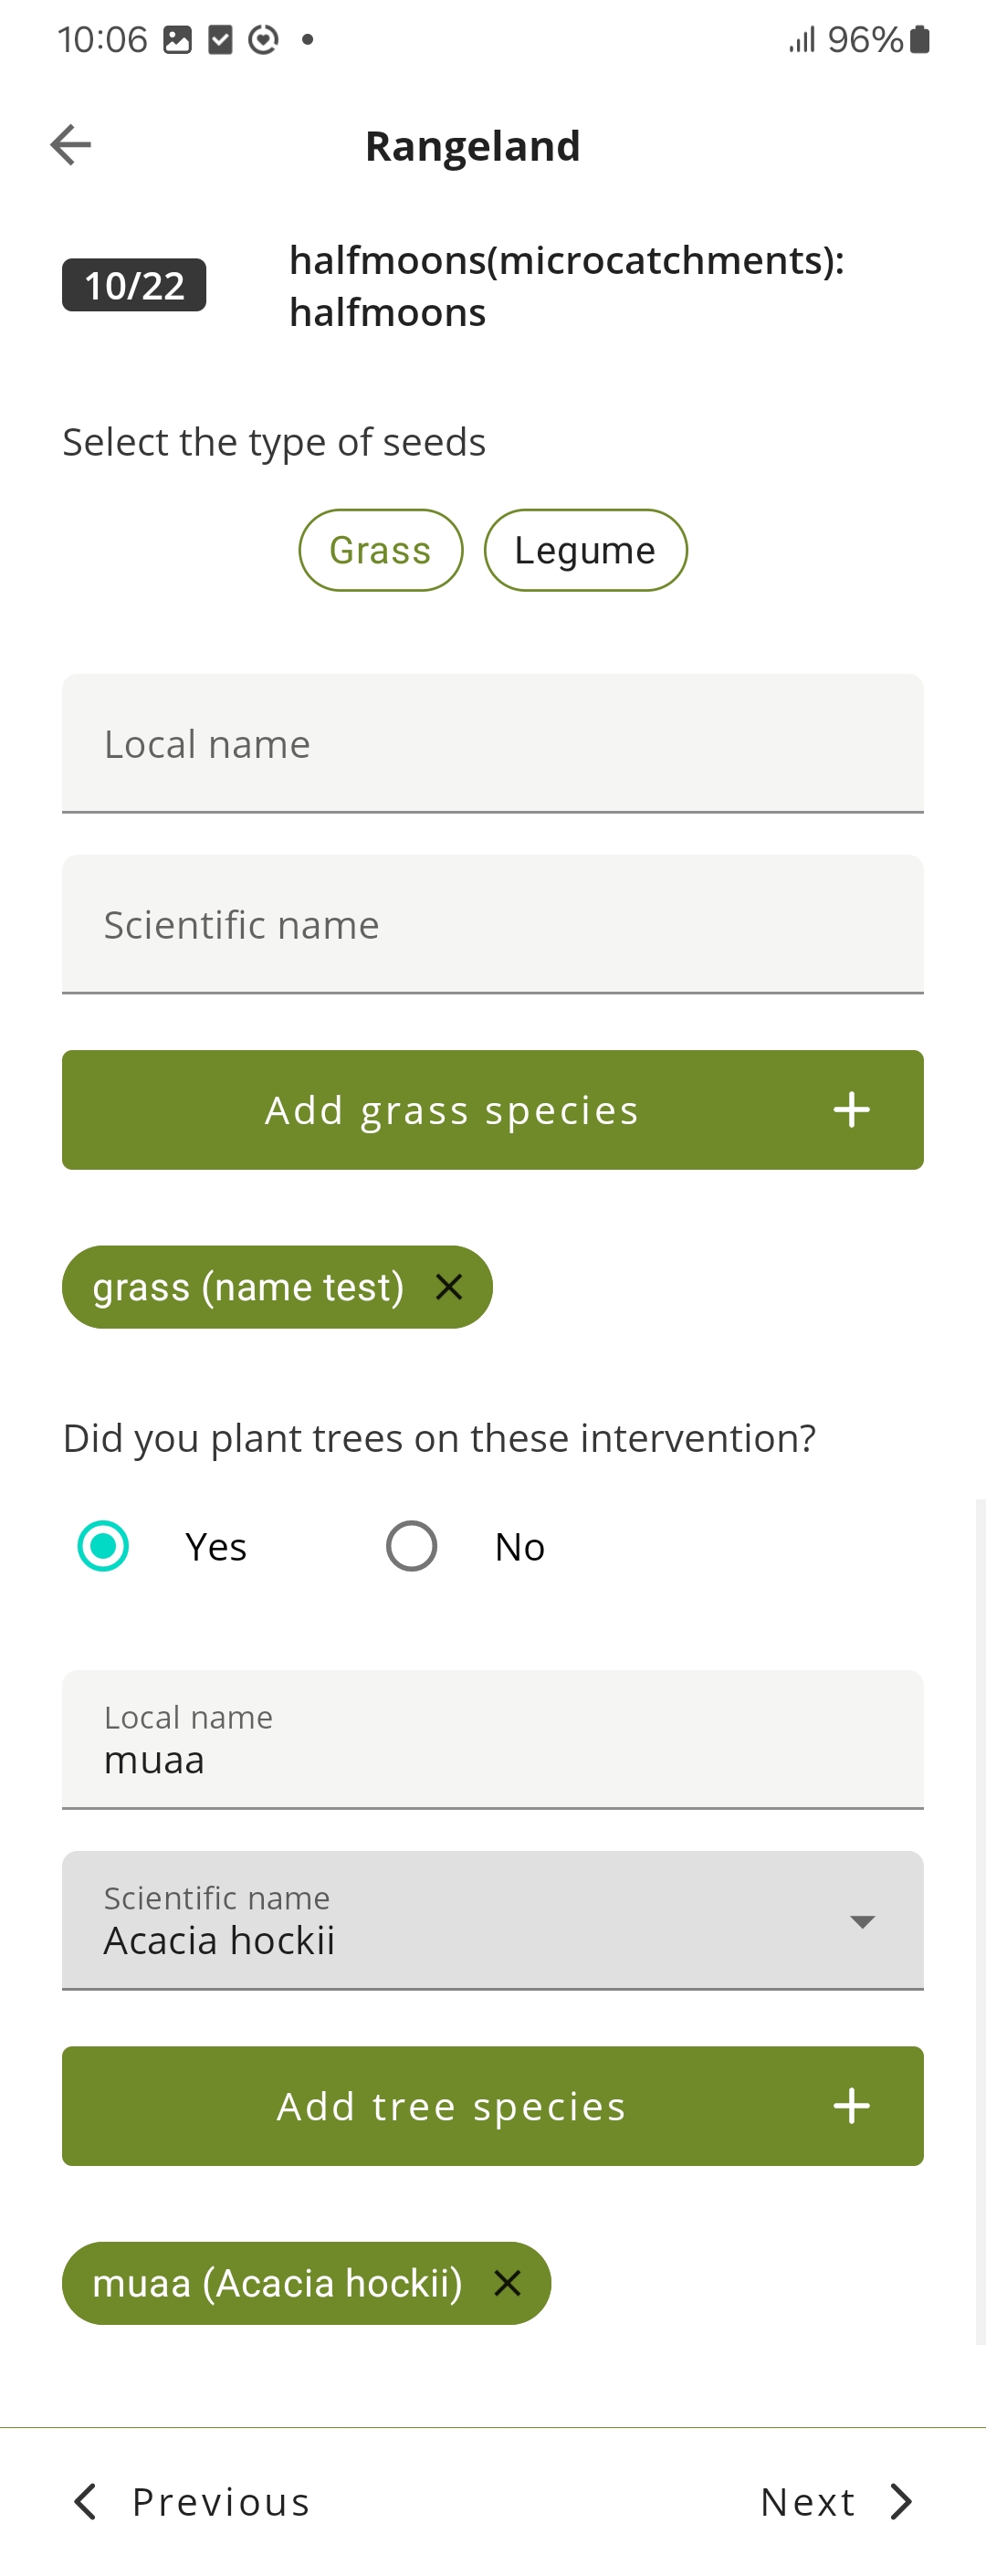 10:06
96%
Rangeland
10/22
halfmoons(microcatchments):
halfmoons
Select the type of seeds
Grass
Legume
Local name
Scientific name
Add grass species
grass (name test)
Did you plant trees on these intervention?
Yes
No
Local name
muaa
Scientific name
Acacia hockii
Add tree species
muaa (Acacia hockii)
Previous
Next